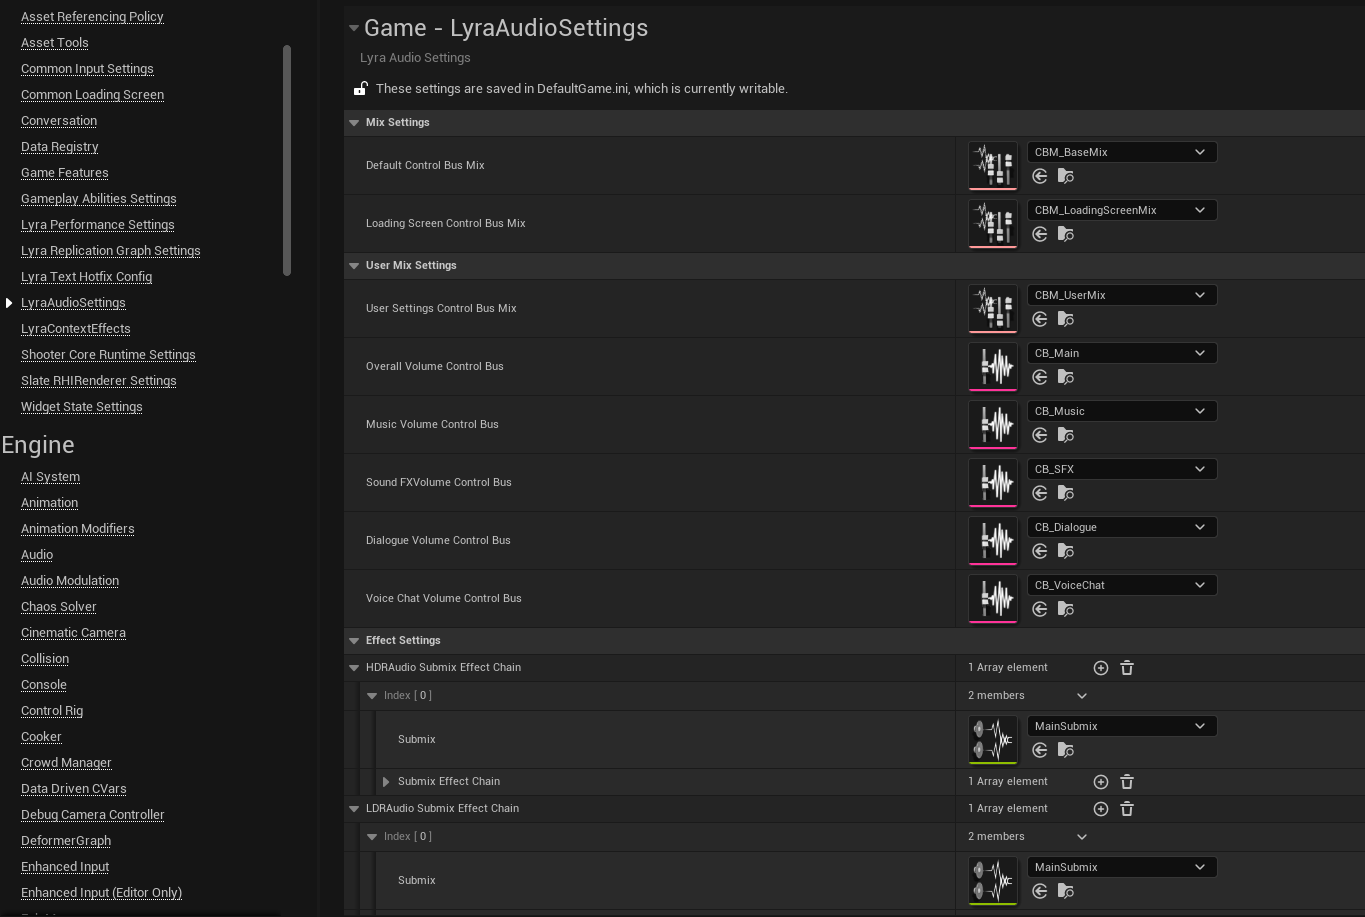 Asset Referencing Policy
Asset Tools
Common Input Settings
Common Loading Screen
Conversation
Data Registry
Game Features
Gameplay Abilities Settings
Lyra Performance Settings
Lyra Replication Graph Settings
Lyra Text Hotfix Config
LyraAudioSettings
LyraContextEffects
Shooter Core Runtime Settings
Slate RHIRenderer Settings
Widget State Settings
Engine
AI System
Animation
Animation Modifiers
Audio
Audio Modulation
Chaos Solver
Cinematic Camera
Collision
Console
Control Rig
Cooker
Crowd Manager
Data Driven CVars
Debug Camera Controller
DeformerGraph
Enhanced Input
Enhanced Input (Editor Only)
Game - LyraAudioSettings
Lyra Audio Settings
These settings are saved in DefaultGame.ini, which is currently writable.
Mix Settings
Default Control Bus Mix
CBM_BaseMix
Loading Screen Control Bus Mix
CBM_LoadingScreenMix
User Mix Settings
User Settings Control Bus Mix
CBM_UserMix
Overall Volume Control Bus
CB_Main
Music Volume Control Bus
CB_Music
Sound FXVolume Control Bus
CB_SFX
Dialogue Volume Control Bus
CB_Dialogue
Voice Chat Volume Control Bus
CB_VoiceChat
Effect Settings
HDRAudio Submix Effect Chain
1 Array element
Index [ 0 ]
2 members
Submix
MainSubmix
Submix Effect Chain
1 Array element
LDRAudio Submix Effect Chain
1 Array element
Index [ 0 ]
2 members
Submix
MainSubmix